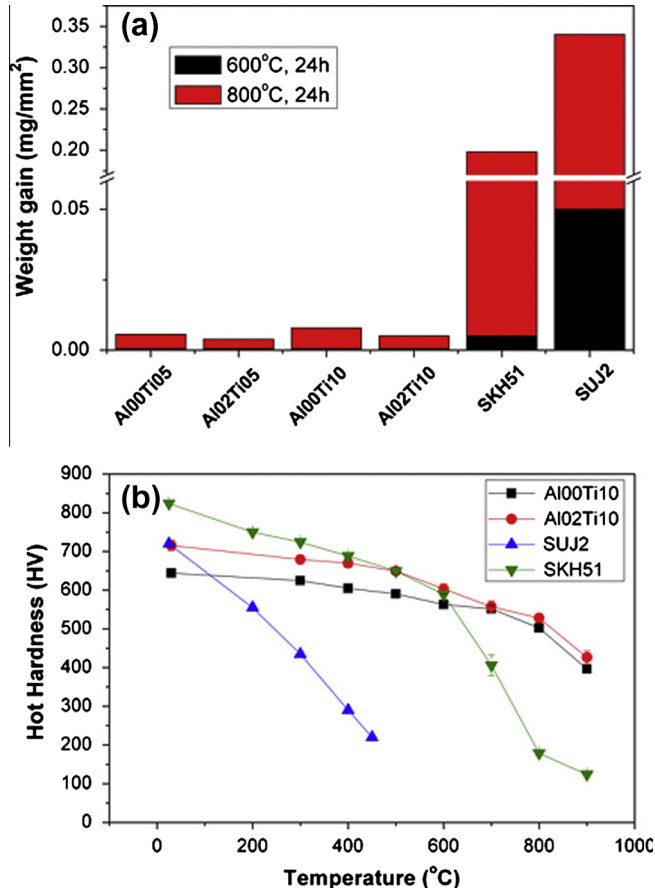 (a)
600°C, 24h
800°C, 24h
Weight gain (mg/mm²)
0.35
0.30
0.25
0.20
0.05
0.00
Al00Ti05
Al02Ti05
Al00Ti10
Al02Ti10
SKH51
SUJ2
(b)
Al00Ti10
Al02Ti10
SUJ2
SKH51
Hot Hardness (HV)
900
800
700
600
500
400
300
200
100
0
0 200 400 600 800 1000
Temperature (°C)